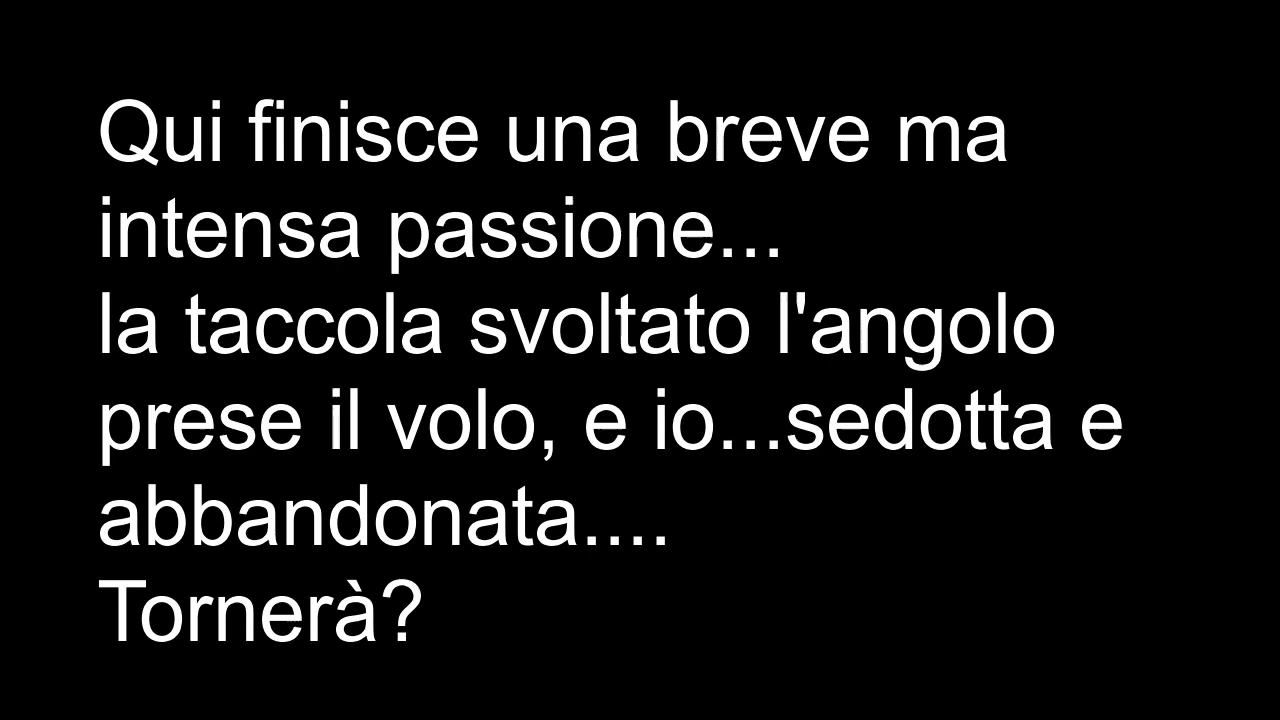 Qui finisce una breve ma
intensa passione...
la taccola svoltato l'angolo
prese il volo, e io...sedotta e
abbandonata....
Tornerà?